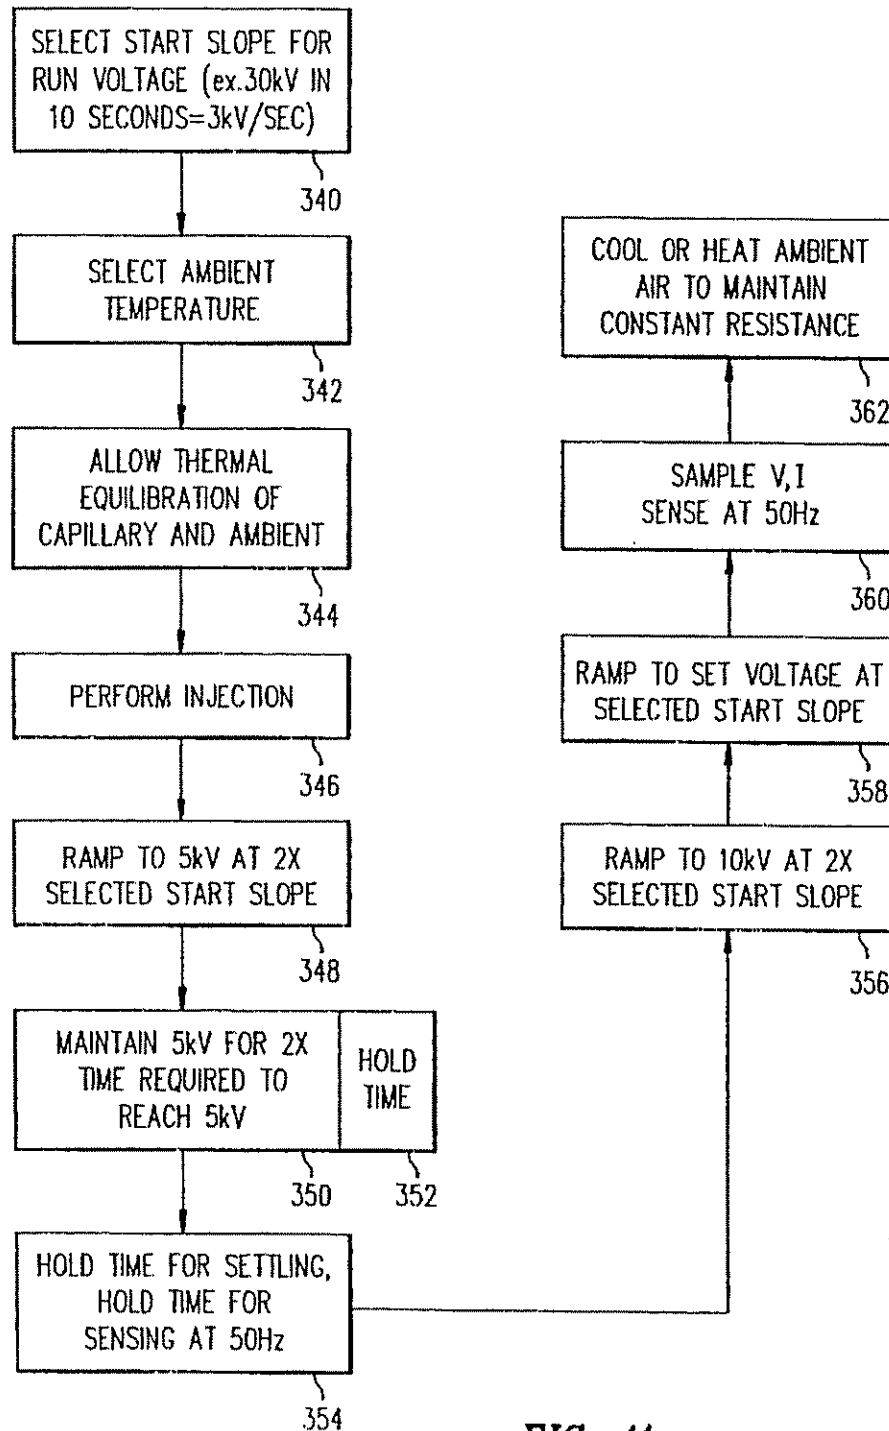 SELECT START SLOPE FOR
RUN VOLTAGE (ex.30kV IN
10 SECONDS=3kV/SEC)
340
SELECT AMBIENT
TEMPERATURE
342
ALLOW THERMAL
EQUILIBRATION OF
CAPILLARY AND AMBIENT
344
PERFORM INJECTION
346
RAMP TO 5kV AT 2X
SELECTED START SLOPE
348
MAINTAIN 5kV FOR 2X
TIME REQUIRED TO
REACH 5kV
350
HOLD
TIME
352
HOLD TIME FOR SETTLING,
HOLD TIME FOR
SENSING AT 50Hz
354
COOL OR HEAT AMBIENT
AIR TO MAINTAIN
CONSTANT RESISTANCE
362
SAMPLE V,I
SENSE AT 50Hz
360
RAMP TO SET VOLTAGE AT
SELECTED START SLOPE
358
RAMP TO 10kV AT 2X
SELECTED START SLOPE
356
FIG.